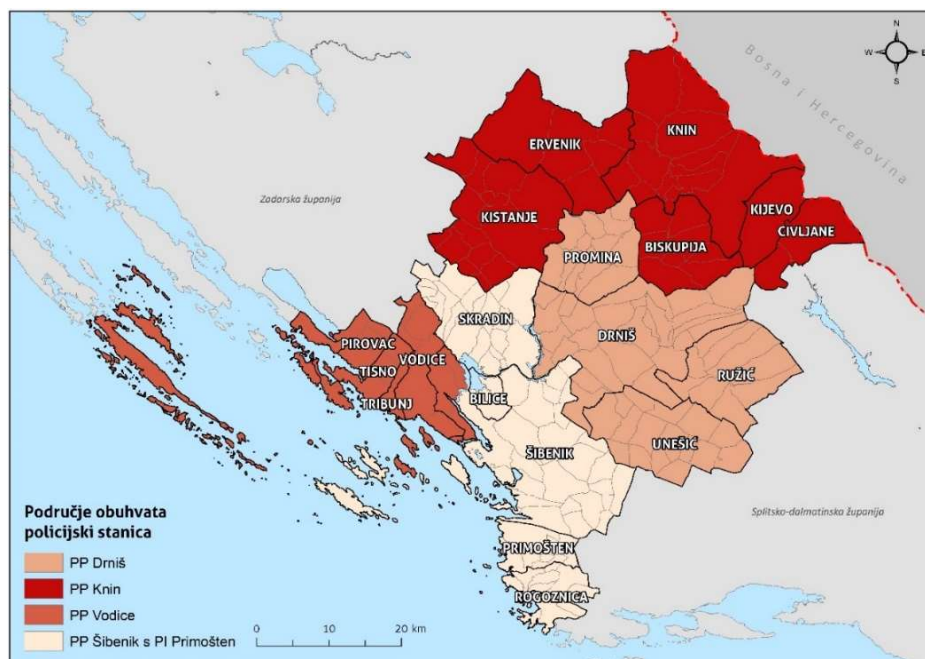 N
W E
S
Bosna i Hercegovina
KNIN
ERVENIK
Zadarska županija
KISTANJE
KIJEVO
CIVLJANE
BISKUPIJA
PROMINA
SKRADIN
DRNIŠ
PIROVAC
VODICE
RUŽIĆ
TISNO
BILICE
TRIBUNJ
UNEŠIĆ
ŠIBENIK
Splitsko-dalmatinska županija
PRIMOŠTEN
ROGOZNICA
Područje obuhvata
policijski stanica
PP Drniš
PP Knin
PP Vodice
PP Šibenik s PI Primošten
0 10 20 km